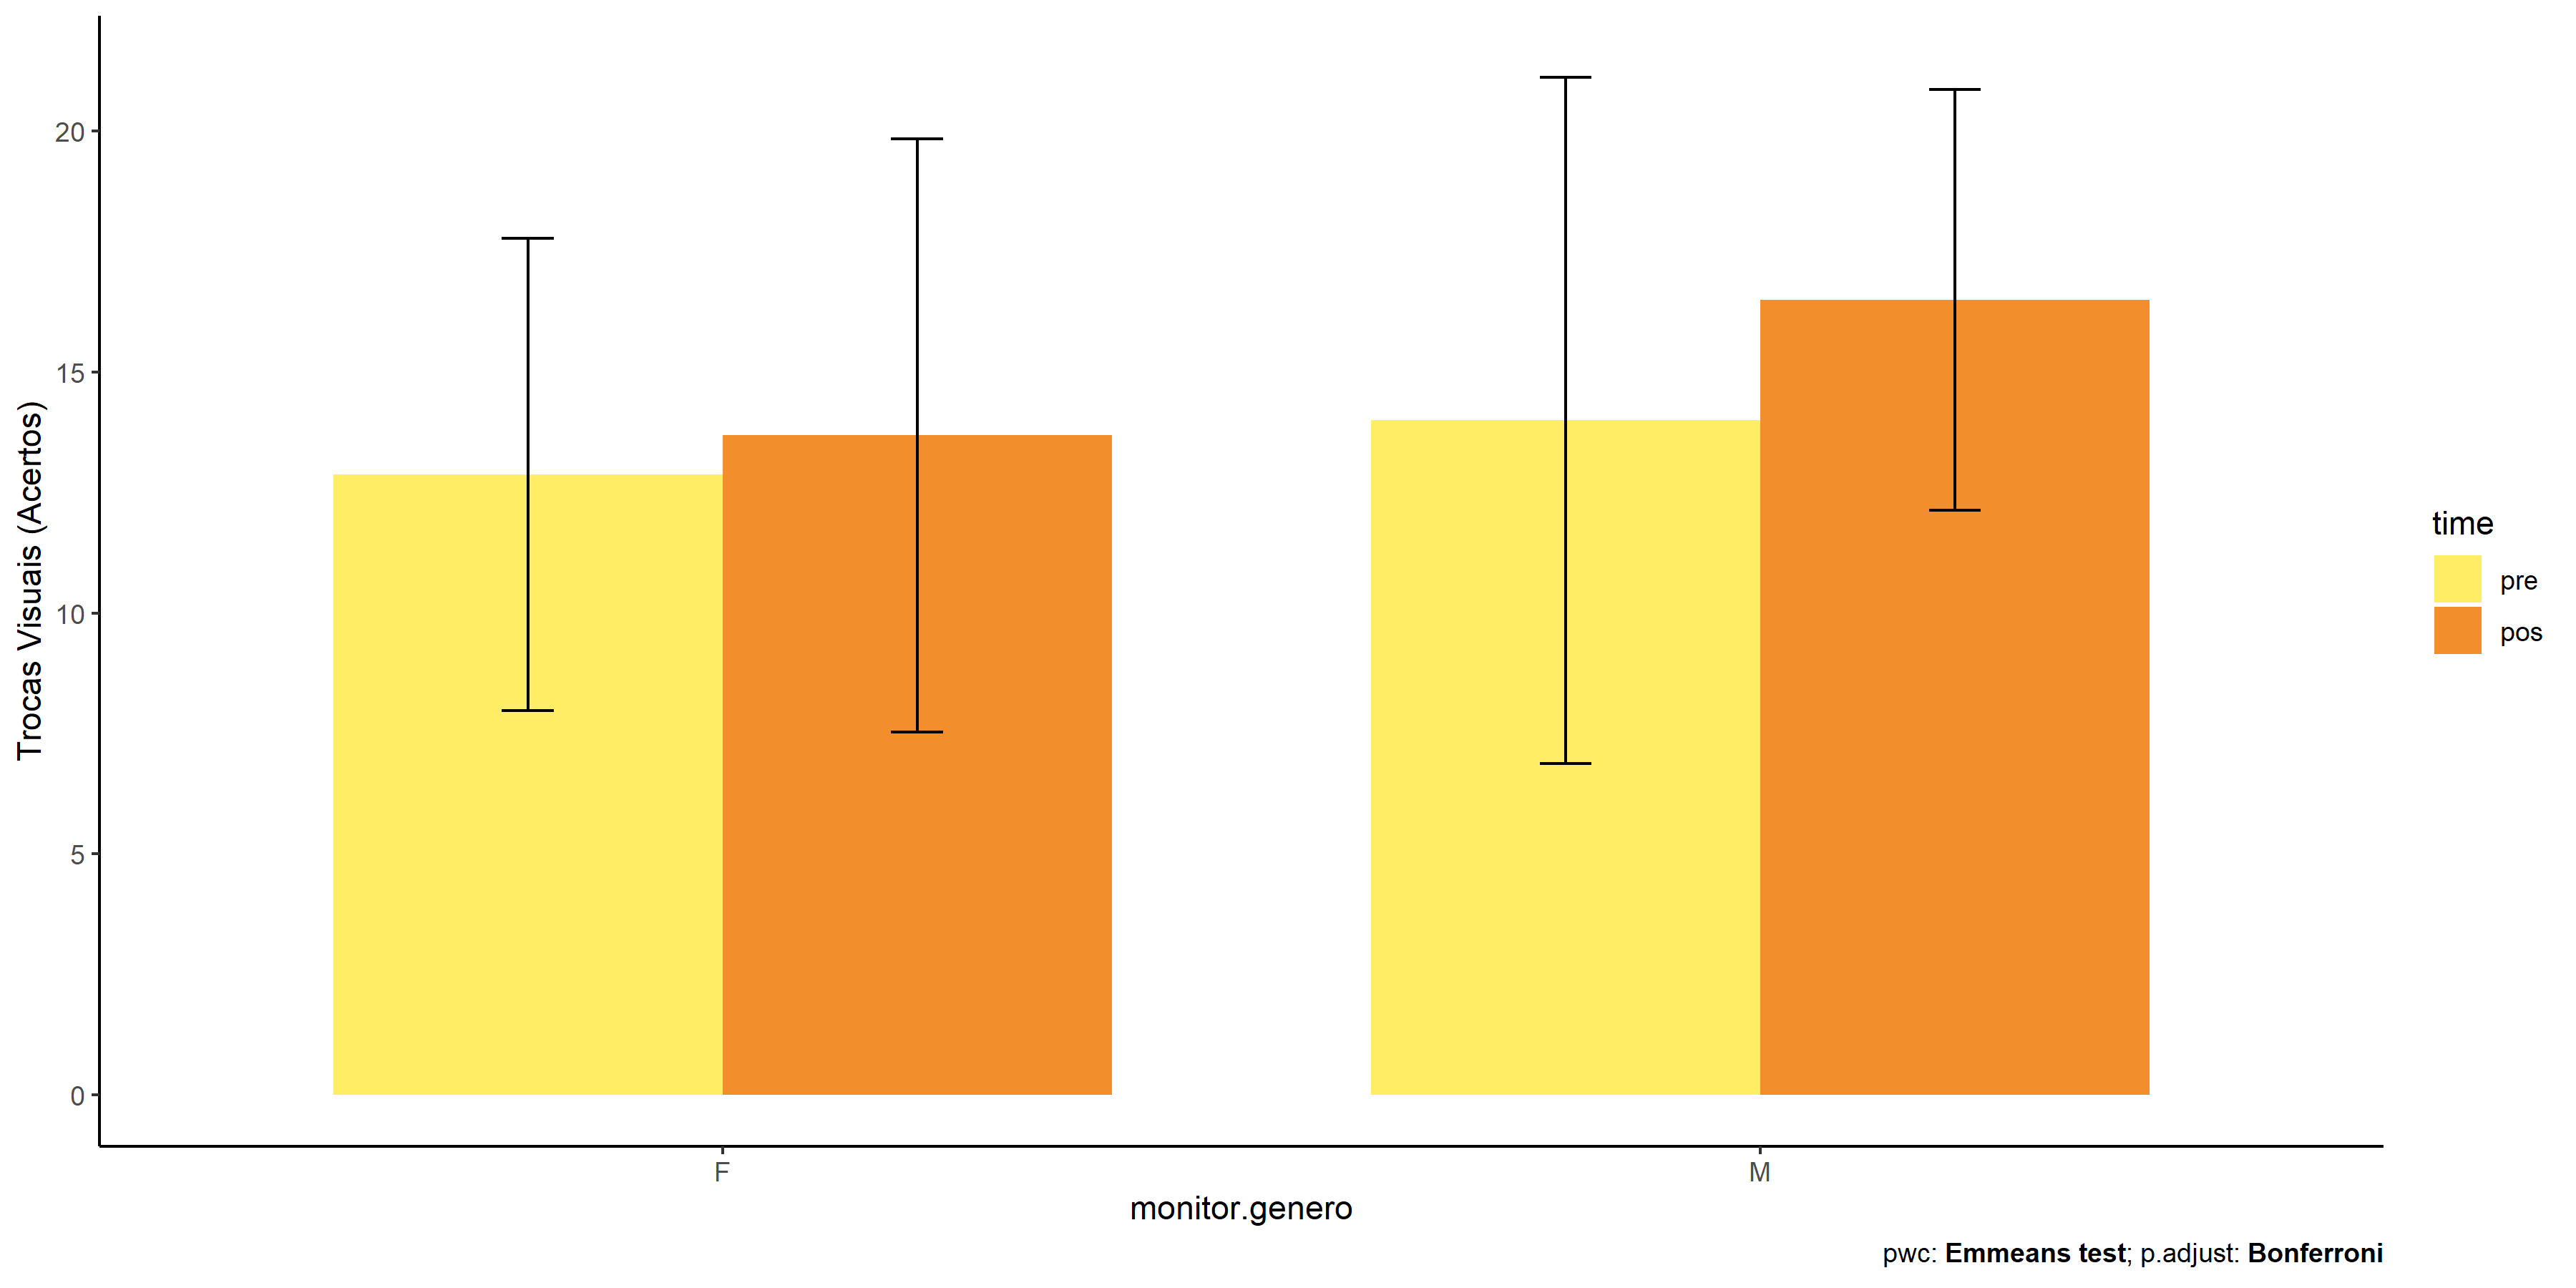 Trocas Visuais (Acertos)
20
15
10
5
0
F
M
monitor.genero
time
pre
pos
pwc: Emmeans test; p.adjust: Bonferroni